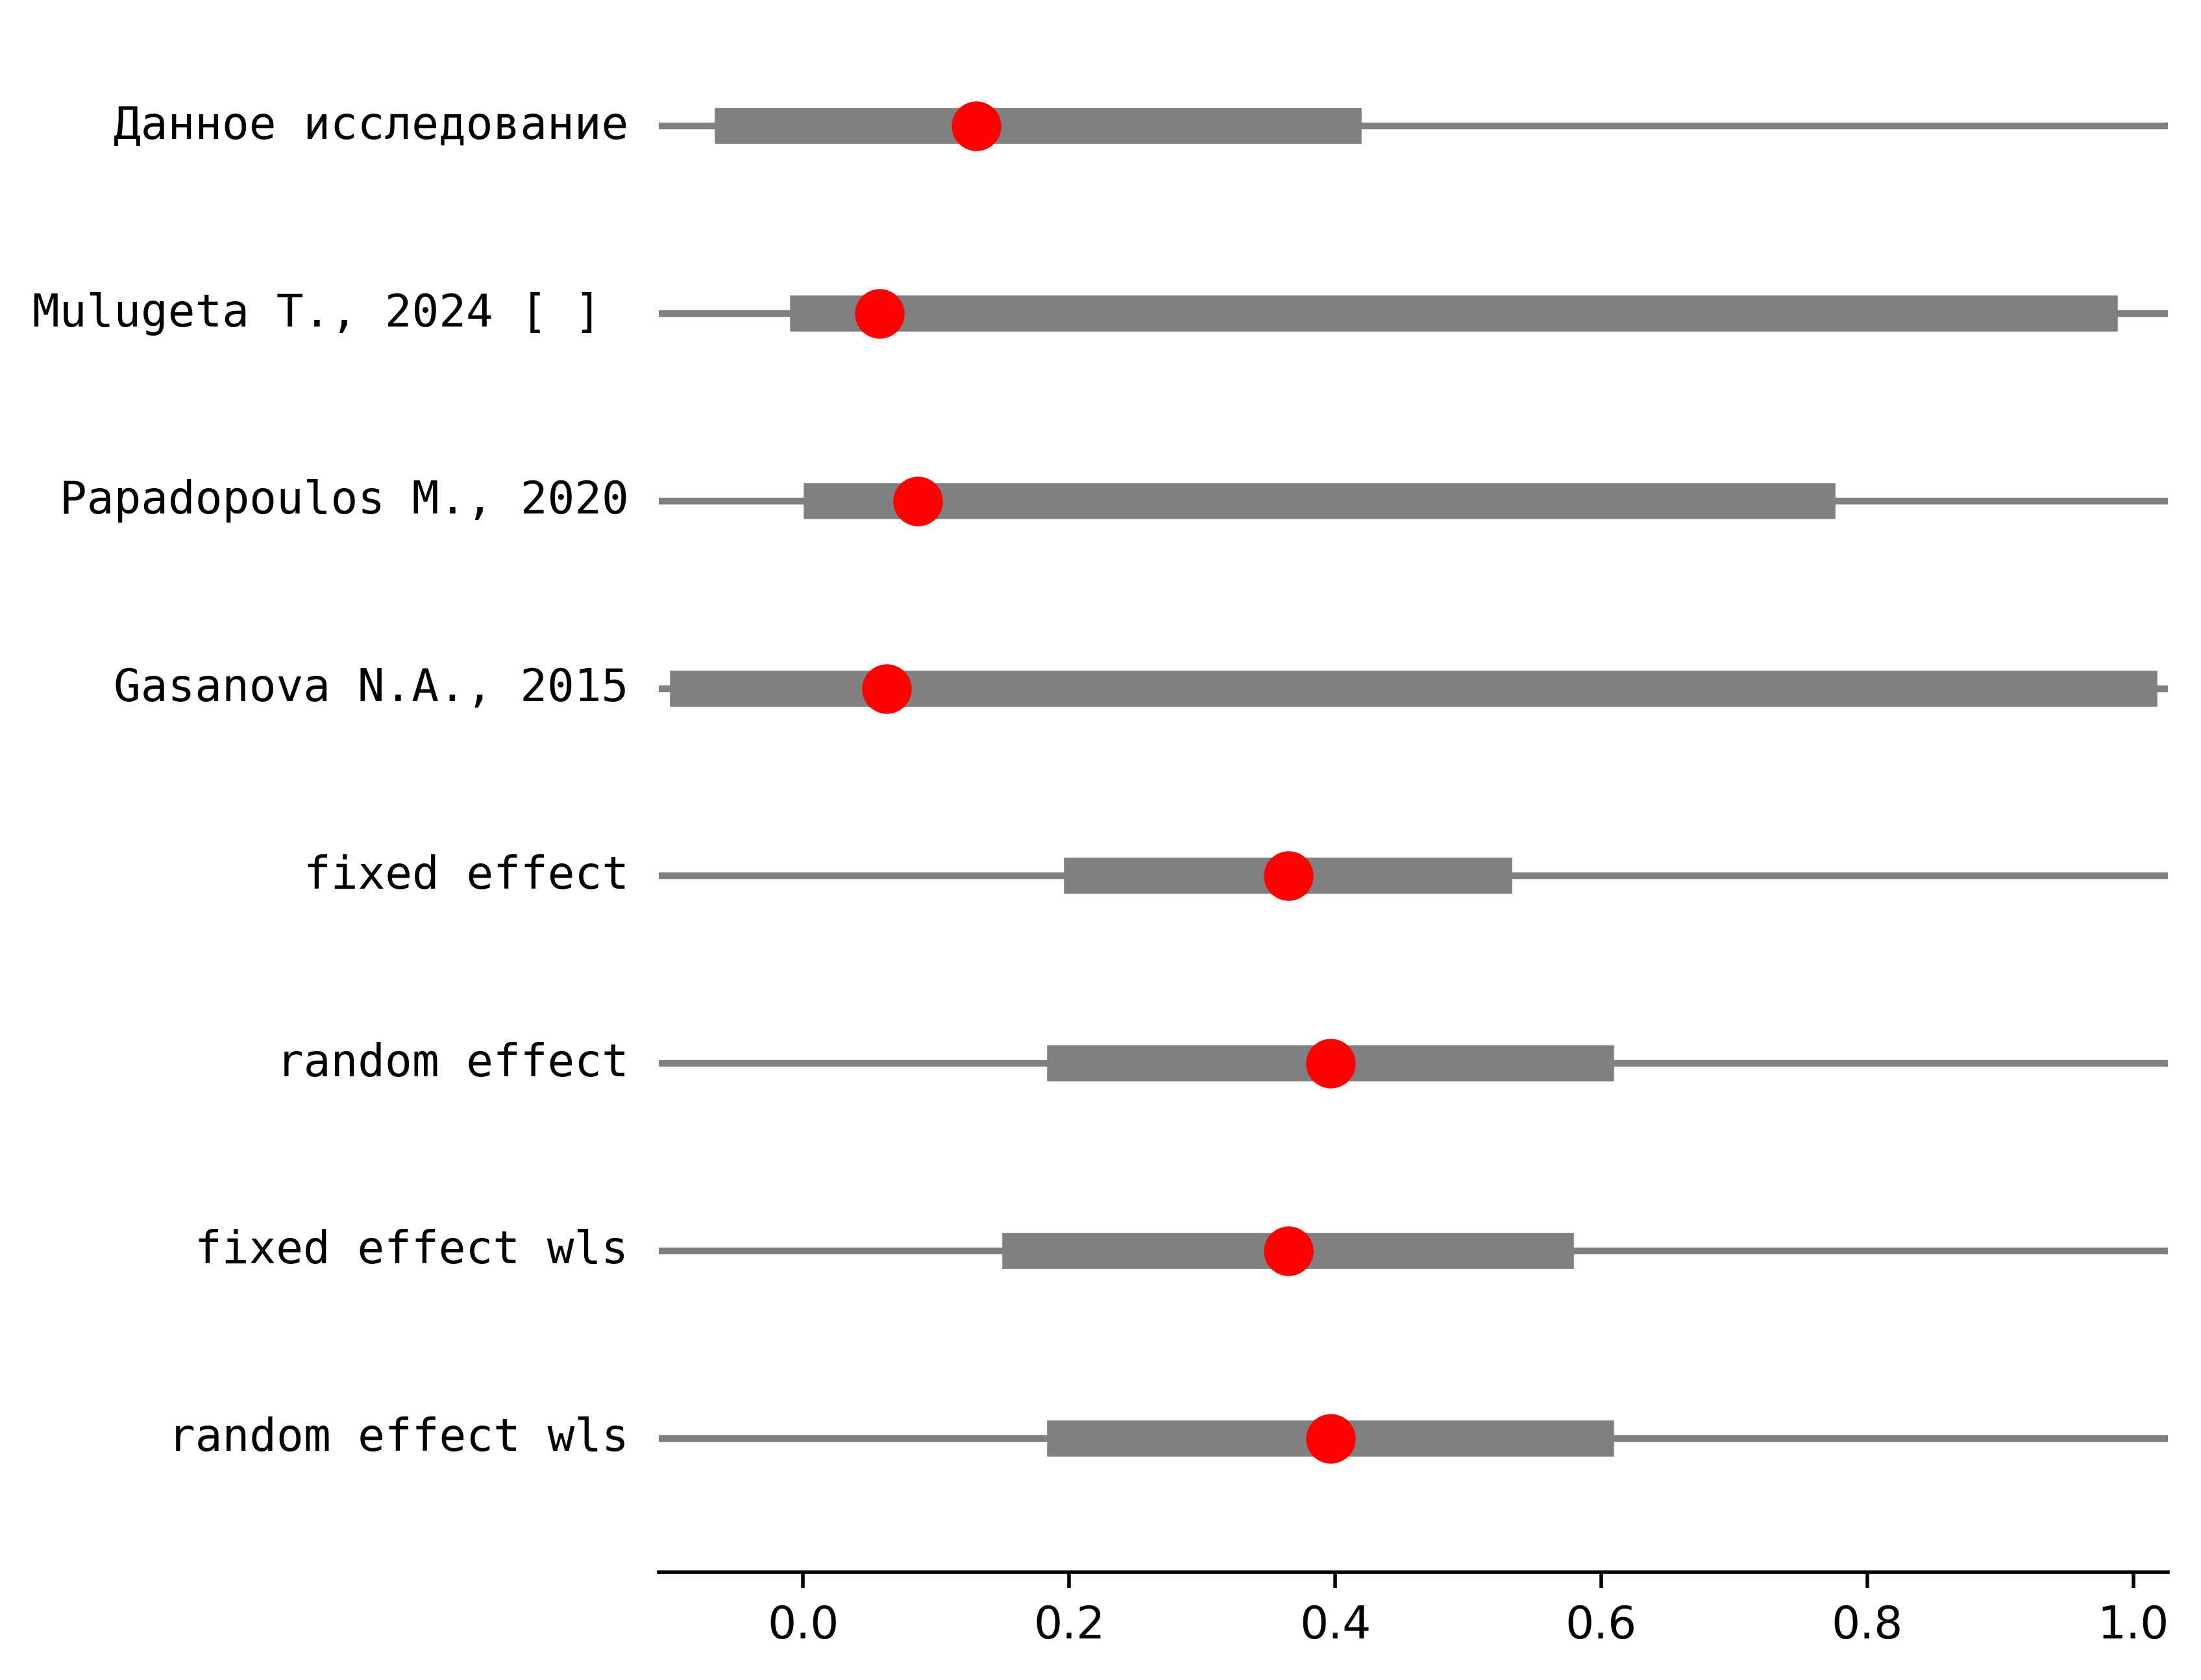 Данное исследование
Mulugeta T., 2024 [ ]
Papadopoulos M., 2020
Gasanova N.A., 2015
fixed effect
random effect
fixed effect wls
random effect wls
0.0 0.2 0.4 0.6 0.8 1.0